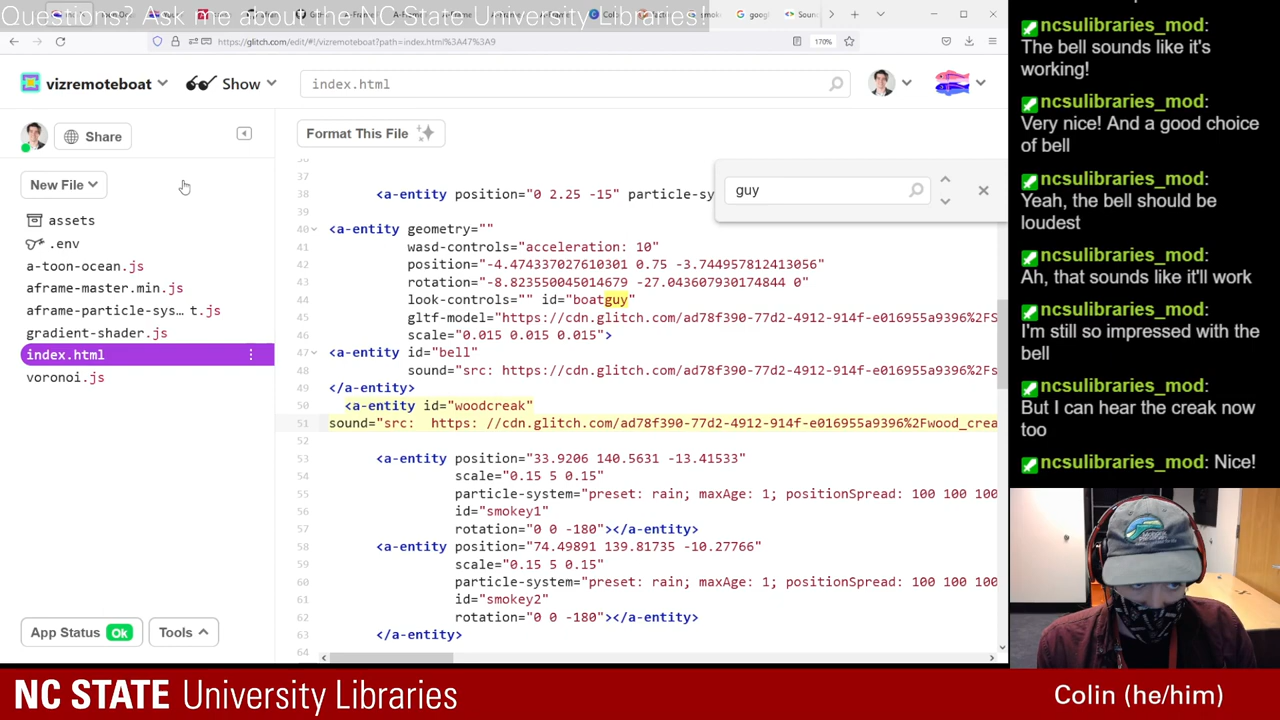 Questions? Ask me about the NC State University Libraries!
https://glitch.com/edit/#!/vizremoteboat?path=index.html%3A47%3A9
170%
vizremoteboat
Show
index.html
Share
Format This File
New File
guy
assets
.env
a-toon-ocean.js
aframe-master.min.js
aframe-particle-sys… t.js
gradient-shader.js
index.html
voronoi.js
App Status Ok
Tools
36
37
38 <a-entity position="0 2.25 -15" particle-sy
39
40 <a-entity geometry=""
41 wasd-controls="acceleration: 10"
42 position="-4.474337027610301 0.75 -3.744957812413056"
43 rotation="-8.823550045014679 -27.043607930174844 0"
44 look-controls="" id="boatguy"
45 gltf-model="https://cdn.glitch.com/ad78f390-77d2-4912-914f-e016955a9396%2FS
46 scale="0.015 0.015 0.015">
47 <a-entity id="bell"
48 sound="src: https://cdn.glitch.com/ad78f390-77d2-4912-914f-e016955a9396%2Fs
49 </a-entity>
50 <a-entity id="woodcreak"
51 sound="src:  https: //cdn.glitch.com/ad78f390-77d2-4912-914f-e016955a9396%2Fwood_crea
52
53 <a-entity position="33.9206 140.5631 -13.41533"
54 scale="0.15 5 0.15"
55 particle-system="preset: rain; maxAge: 1; positionSpread: 100 100 100
56 id="smokey1"
57 rotation="0 0 -180"></a-entity>
58 <a-entity position="74.49891 139.81735 -10.27766"
59 scale="0.15 5 0.15"
60 particle-system="preset: rain; maxAge: 1; positionSpread: 100 100 100
61 id="smokey2"
62 rotation="0 0 -180"></a-entity>
63 </a-entity>
64
ncsulibraries_mod:
The bell sounds like it's
working!
ncsulibraries_mod:
Very nice! And a good choice
of bell
ncsulibraries_mod:
Yeah, the bell should be
loudest
ncsulibraries_mod:
Ah, that sounds like it'll work
ncsulibraries_mod:
I'm still so impressed with the
bell
ncsulibraries_mod:
But I can hear the creak now
too
ncsulibraries_mod: Nice!
NC STATE University Libraries
Colin (he/him)